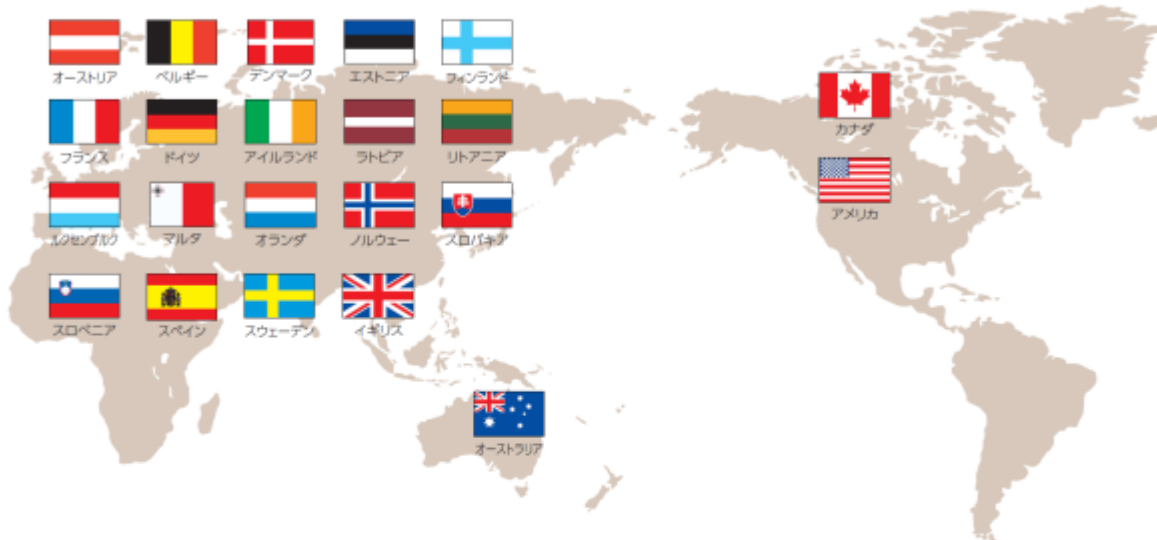 オーストリア
ベルギー
デンマーク
エストニア
フィンランド
フランス
ドイツ
アイルランド
ラトビア
リトアニア
ルクセンブルク
マルタ
オランダ
ノルウェー
スロバキア
スロベニア
スペイン
スウェーデン
イギリス
カナダ
アメリカ
オーストラリア